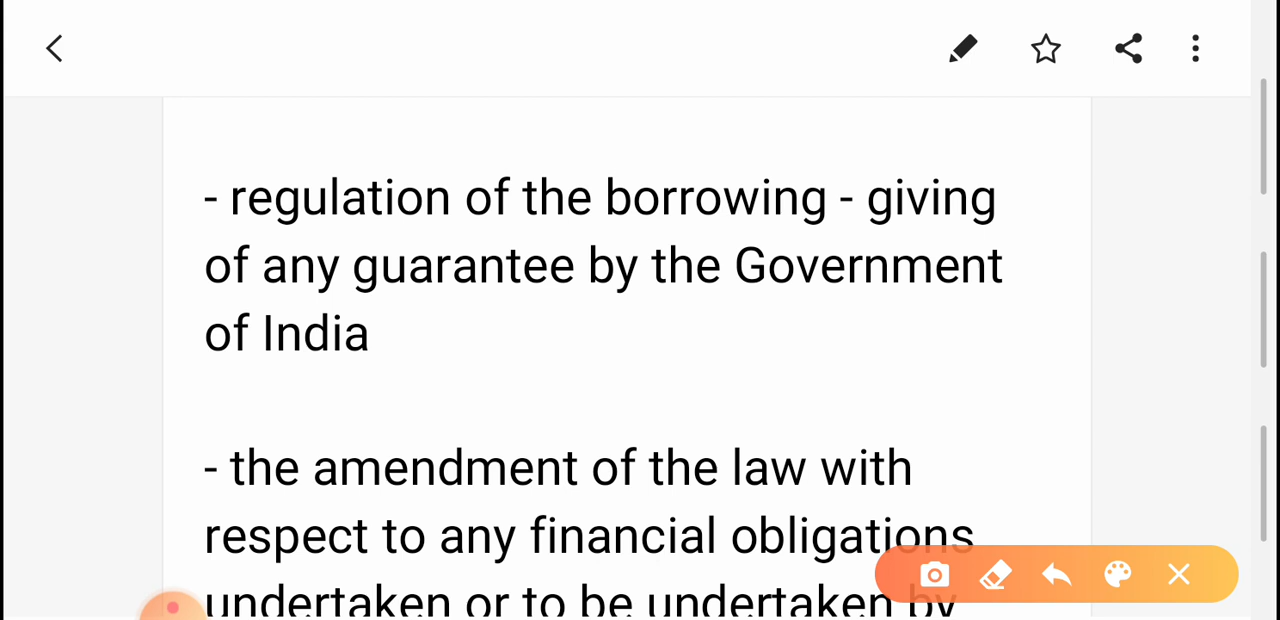 - regulation of the borrowing - giving
of any guarantee by the Government
of India
- the amendment of the law with
respect to any financial obligations
undertaken or to be undertaken by